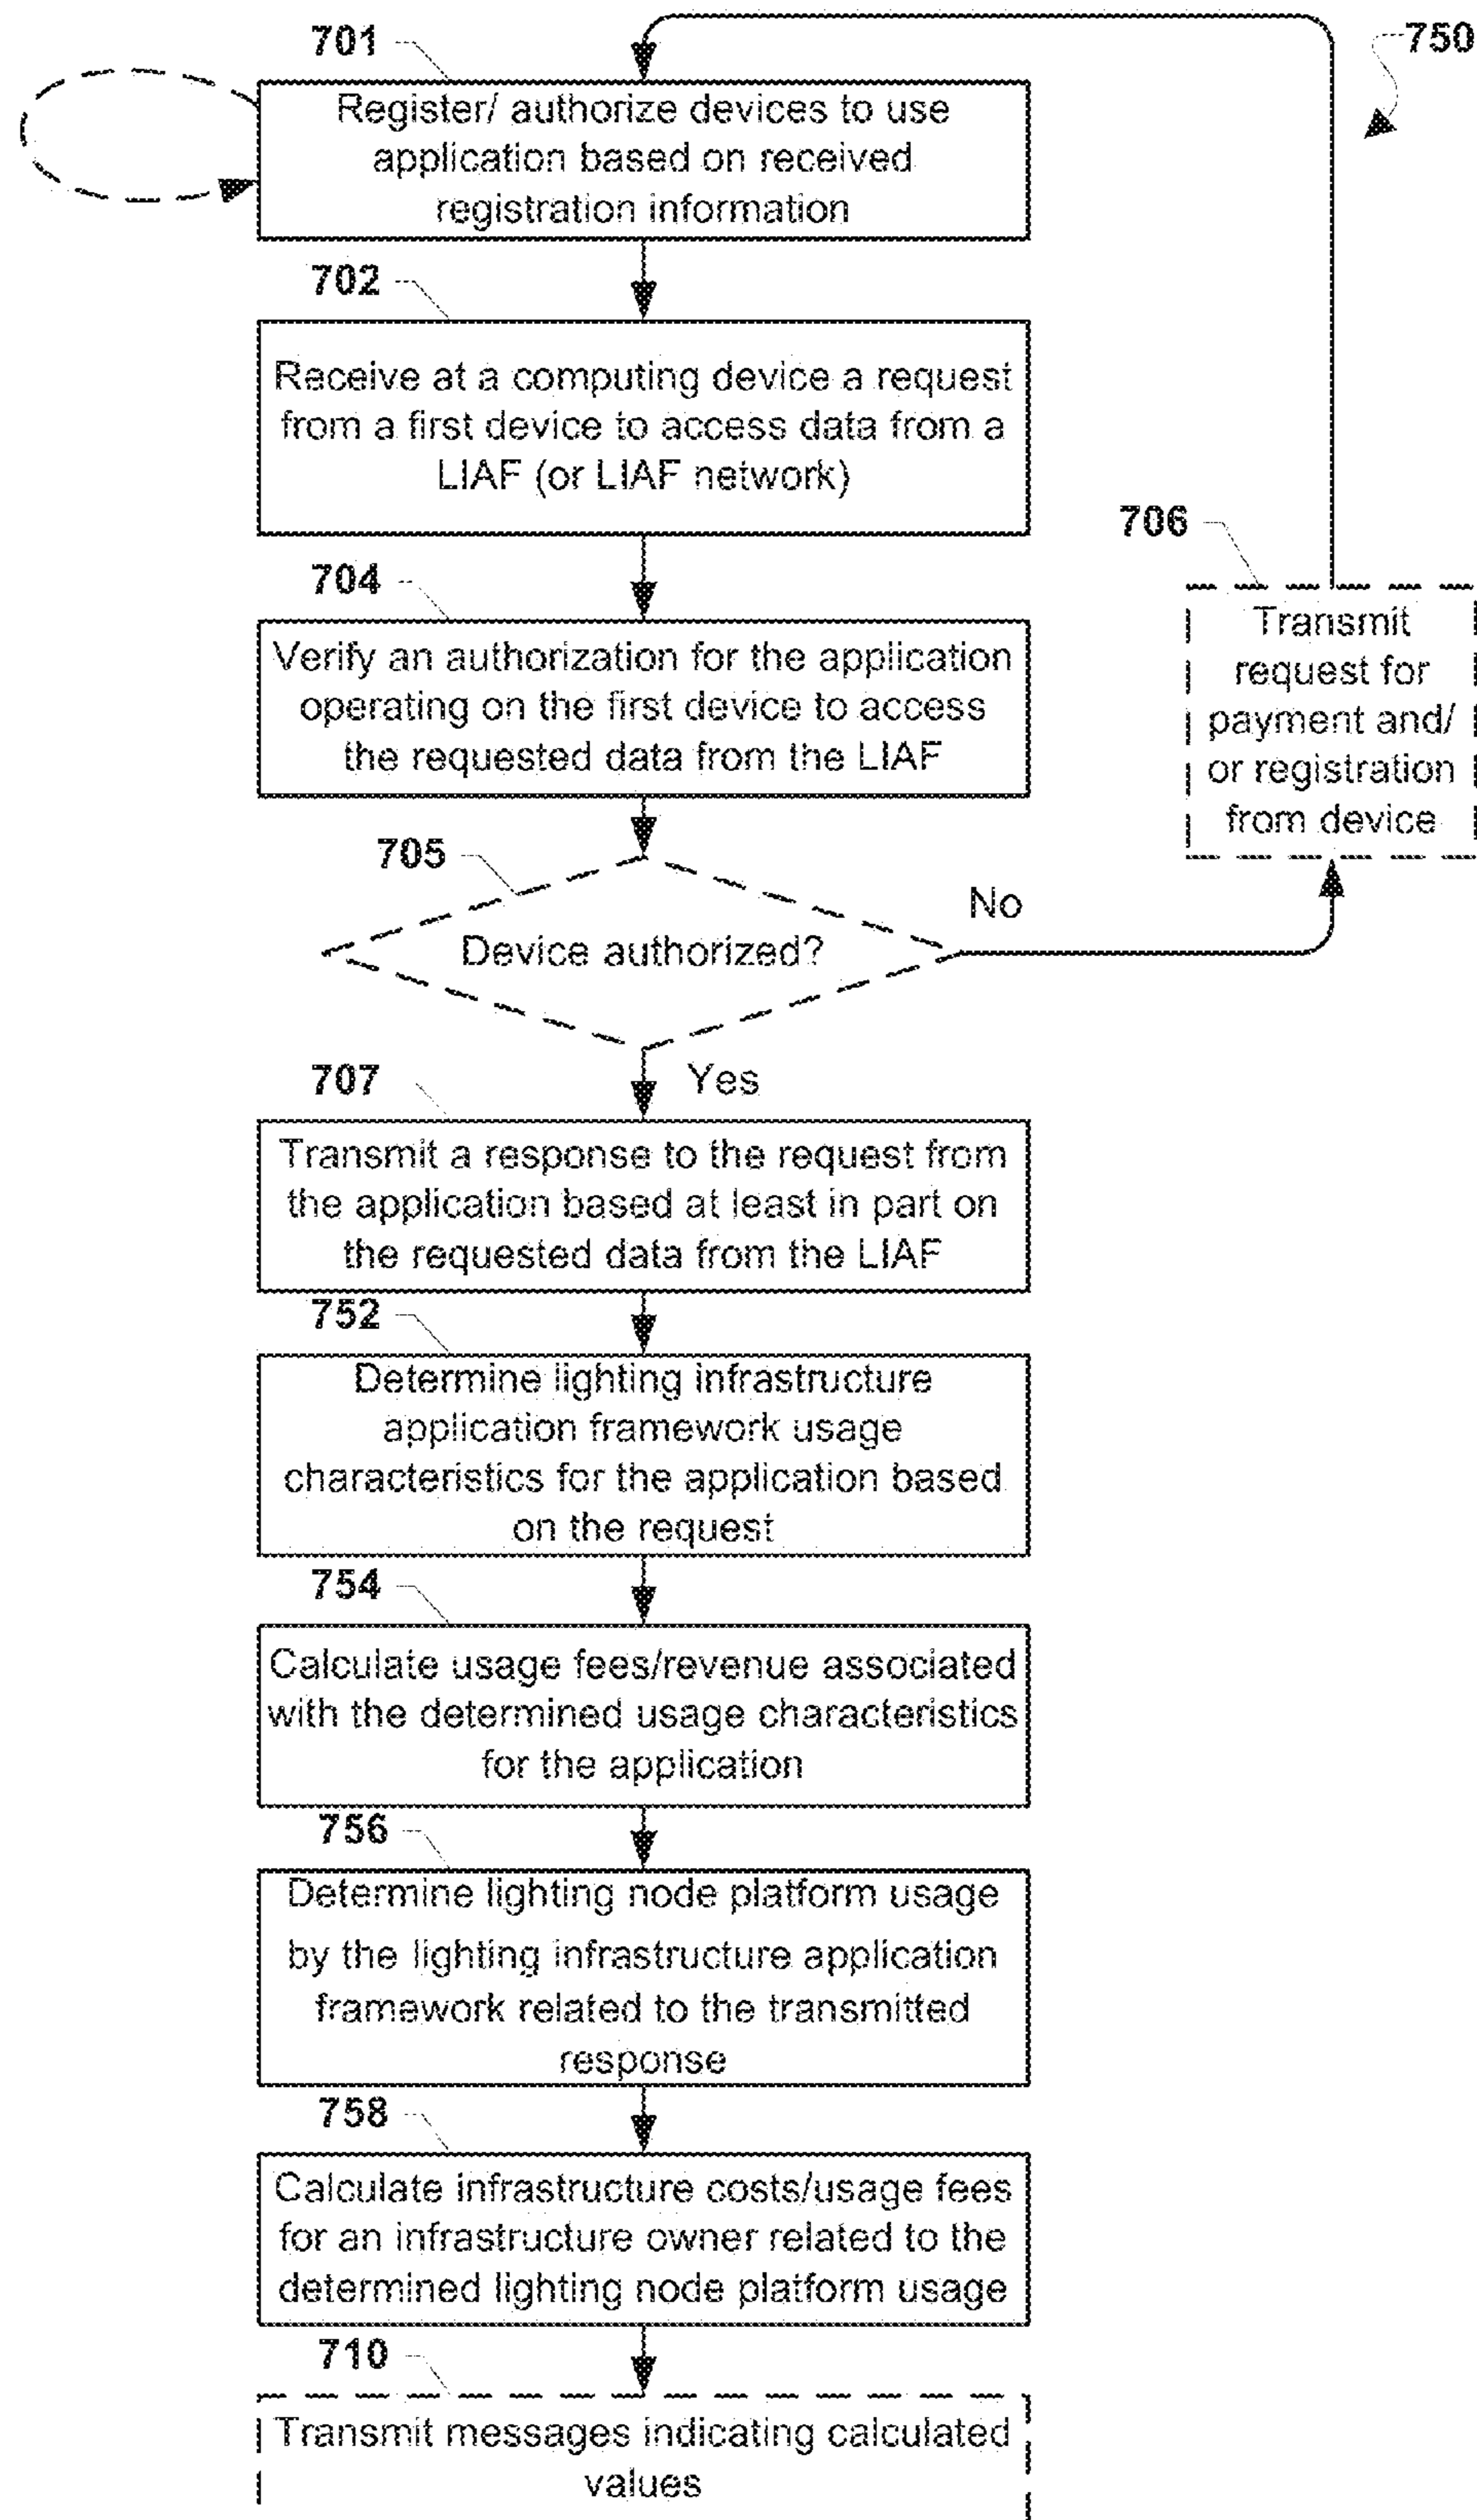 701
750
Register/ authorize devices to use
application based on received
registration information
702
Receive at a computing device a request
from a first device to access data from a
LIAF (or LIAF network)
706
Transmit
request for
payment and/
or registration
from device
704
Verify an authorization for the application
operating on the first device to access
the requested data from the LIAF
705
Device authorized?
No
Yes
707
Transmit a response to the request from
the application based at least in part on
the requested data from the LIAF
752
Determine lighting infrastructure
application framework usage
characteristics for the application based
on the request
754
Calculate usage fees/revenue associated
with the determined usage characteristics
for the application
756
Determine lighting node platform usage
by the lighting infrastructure application
framework related to the transmitted
response
758
Calculate infrastructure costs/usage fees
for an infrastructure owner related to the
determined lighting node platform usage
710
Transmit messages indicating calculated
values